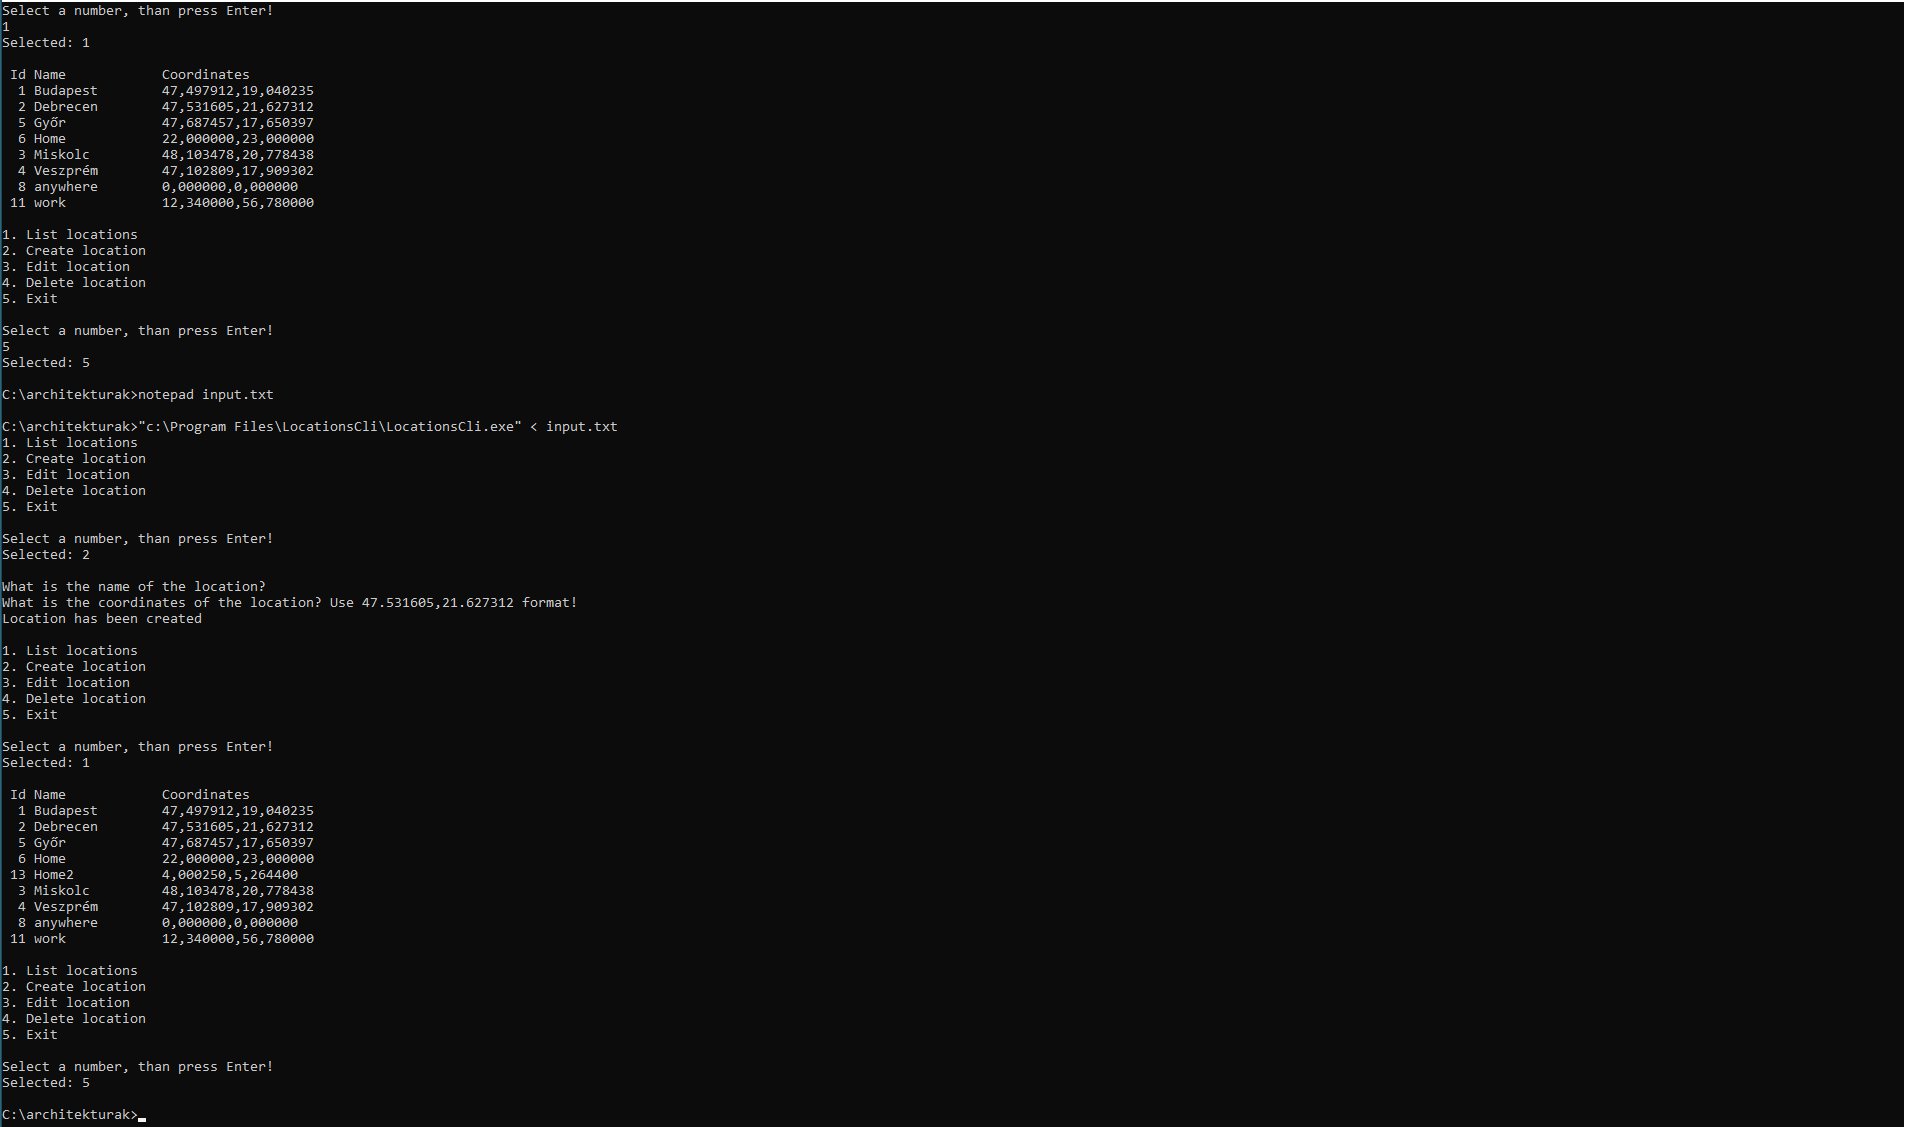 Select a number, than press Enter!
1
Selected: 1
Id Name Coordinates
1 Budapest 47,497912,19,040235
2 Debrecen 47,531605,21,627312
5 Győr 47,687457,17,650397
6 Home 22,000000,23,000000
3 Miskolc 48,103478,20,778438
4 Veszprém 47,102809,17,909302
8 anywhere 0,000000,0,000000
11 work 12,340000,56,780000
1. List locations
2. Create location
3. Edit location
4. Delete location
5. Exit
Select a number, than press Enter!
5
Selected: 5
C:\architekturak>notepad input.txt
C:\architekturak>"c:\Program Files\LocationsCli\LocationsCli.exe" < input.txt
1. List locations
2. Create location
3. Edit location
4. Delete location
5. Exit
Select a number, than press Enter!
Selected: 2
What is the name of the location?
What is the coordinates of the location? Use 47.531605,21.627312 format!
Location has been created
1. List locations
2. Create location
3. Edit location
4. Delete location
5. Exit
Select a number, than press Enter!
Selected: 1
Id Name Coordinates
1 Budapest 47,497912,19,040235
2 Debrecen 47,531605,21,627312
5 Győr 47,687457,17,650397
6 Home 22,000000,23,000000
13 Home2 4,000250,5,264400
3 Miskolc 48,103478,20,778438
4 Veszprém 47,102809,17,909302
8 anywhere 0,000000,0,000000
11 work 12,340000,56,780000
1. List locations
2. Create location
3. Edit location
4. Delete location
5. Exit
Select a number, than press Enter!
Selected: 5
C:\architekturak>